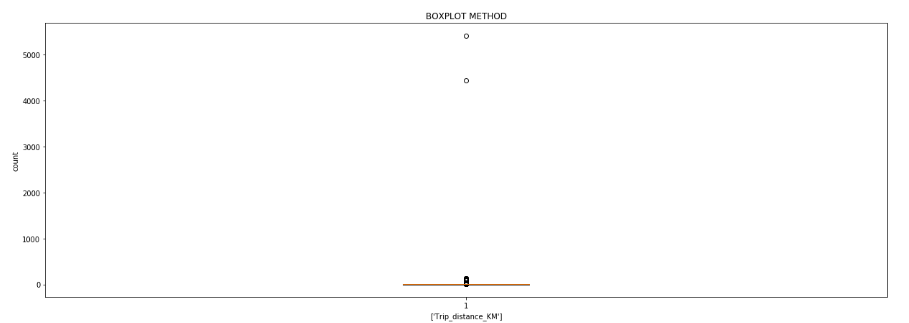 BOXPLOT METHOD
5000
4000
3000
2000
1000
0
count
1
['Trip_distance_KM']